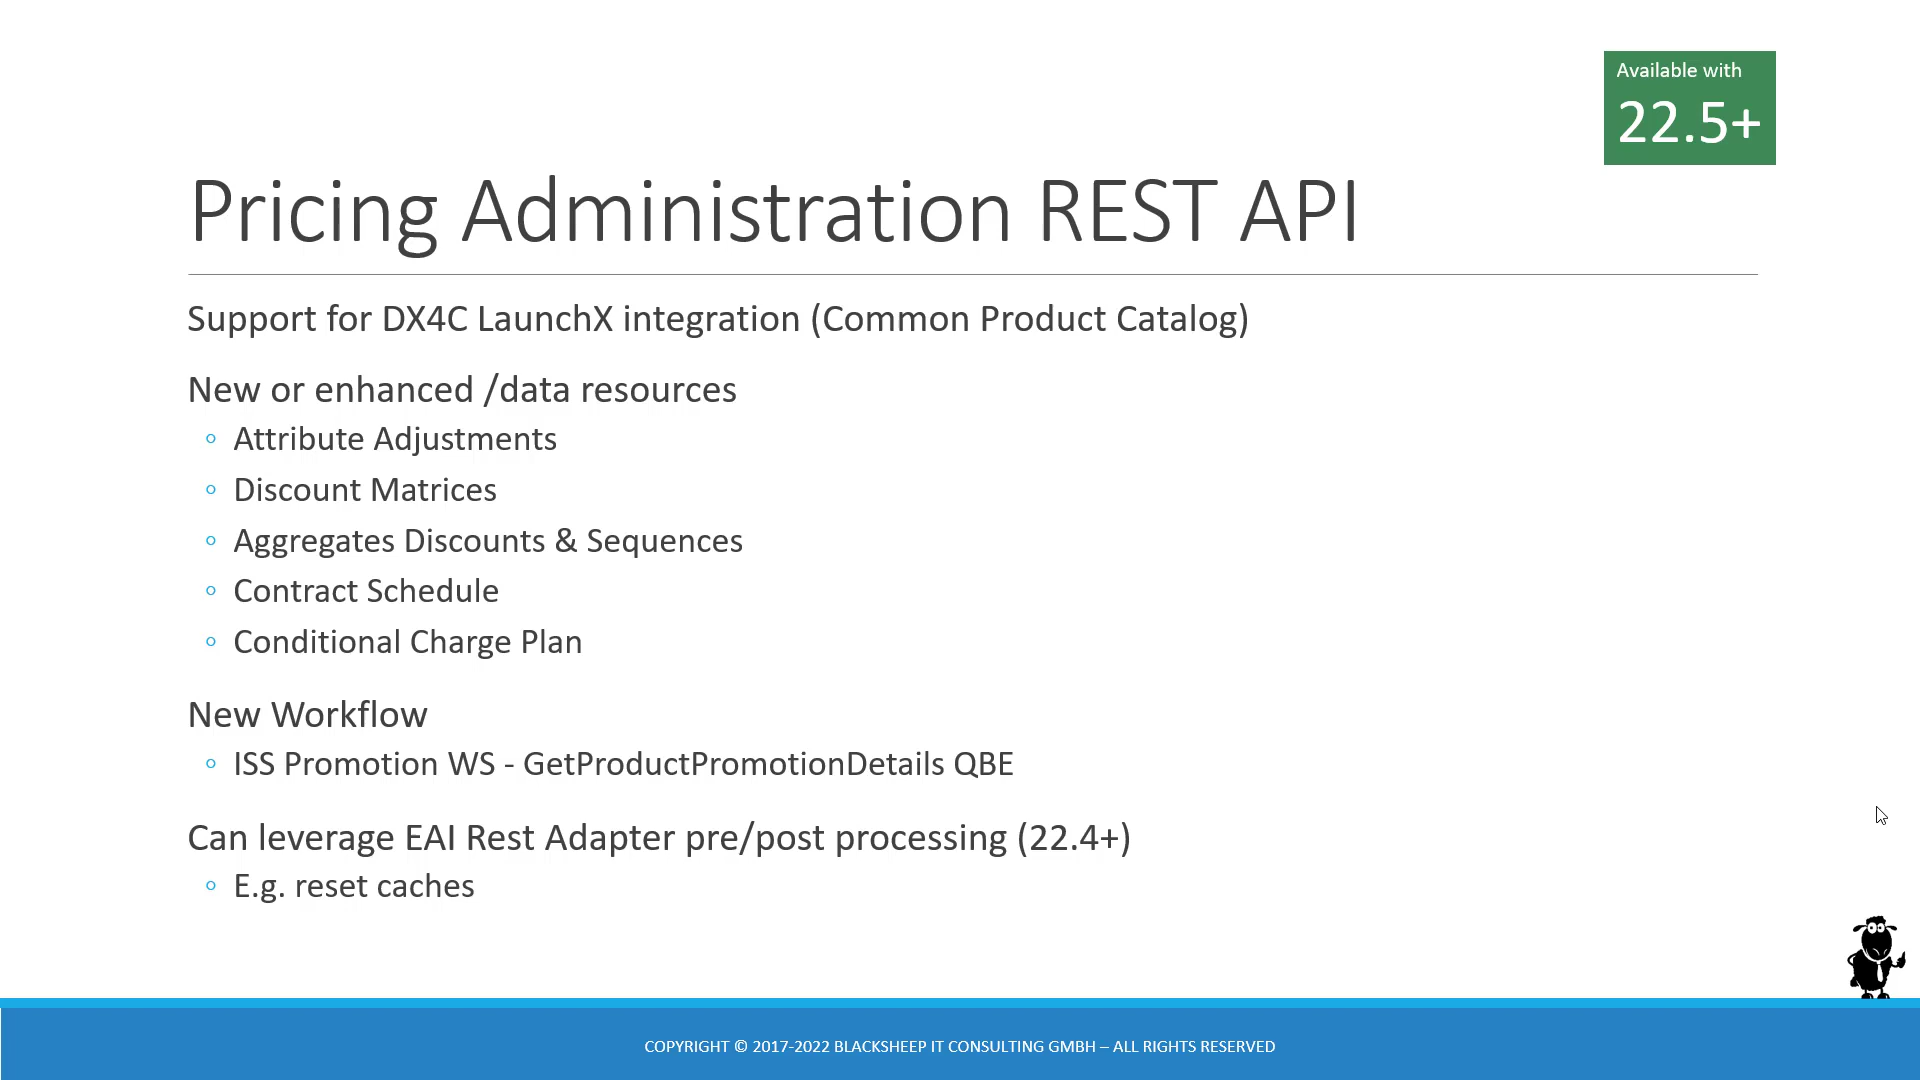 Available with
22.5+
Pricing Administration REST API
Support for DX4C LaunchX integration (Common Product Catalog)
New or enhanced /data resources
◦ Attribute Adjustments
◦ Discount Matrices
◦ Aggregates Discounts & Sequences
◦ Contract Schedule
◦ Conditional Charge Plan
New Workflow
◦ ISS Promotion WS - GetProductPromotionDetails QBE
Can leverage EAI Rest Adapter pre/post processing (22.4+)
◦ E.g. reset caches
COPYRIGHT © 2017-2022 BLACKSHEEP IT CONSULTING GMBH – ALL RIGHTS RESERVED